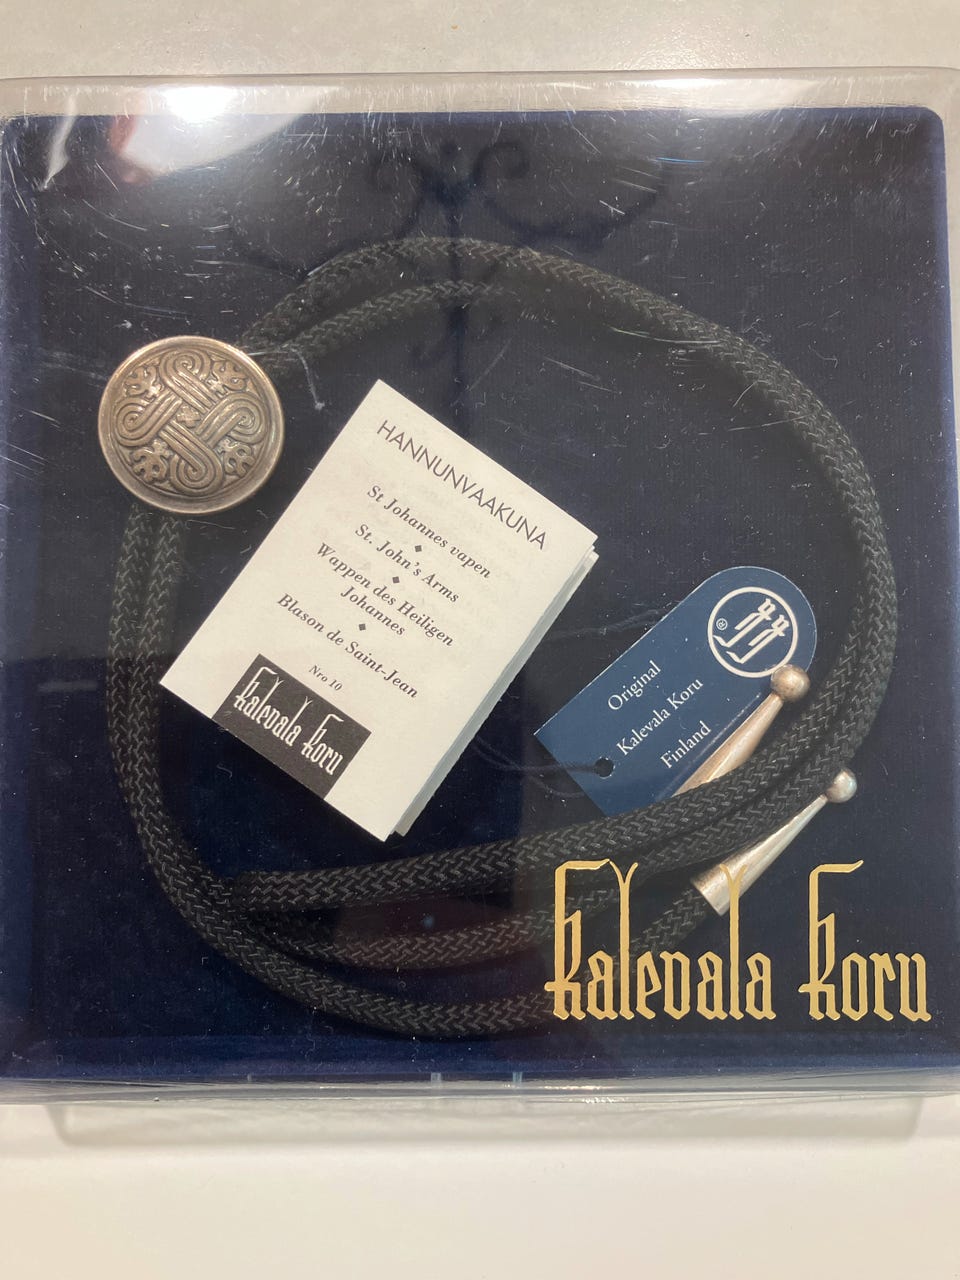 HANNUNVAAKUNA
St Johannes vapen
◆
St. John's Arms
◆
Wappen des Heiligen
Johannes
◆
Blason de Saint-Jean
Nro 10
Kalevala Koru
®
Original
Kalevala Koru
Finland
Kalevala Koru